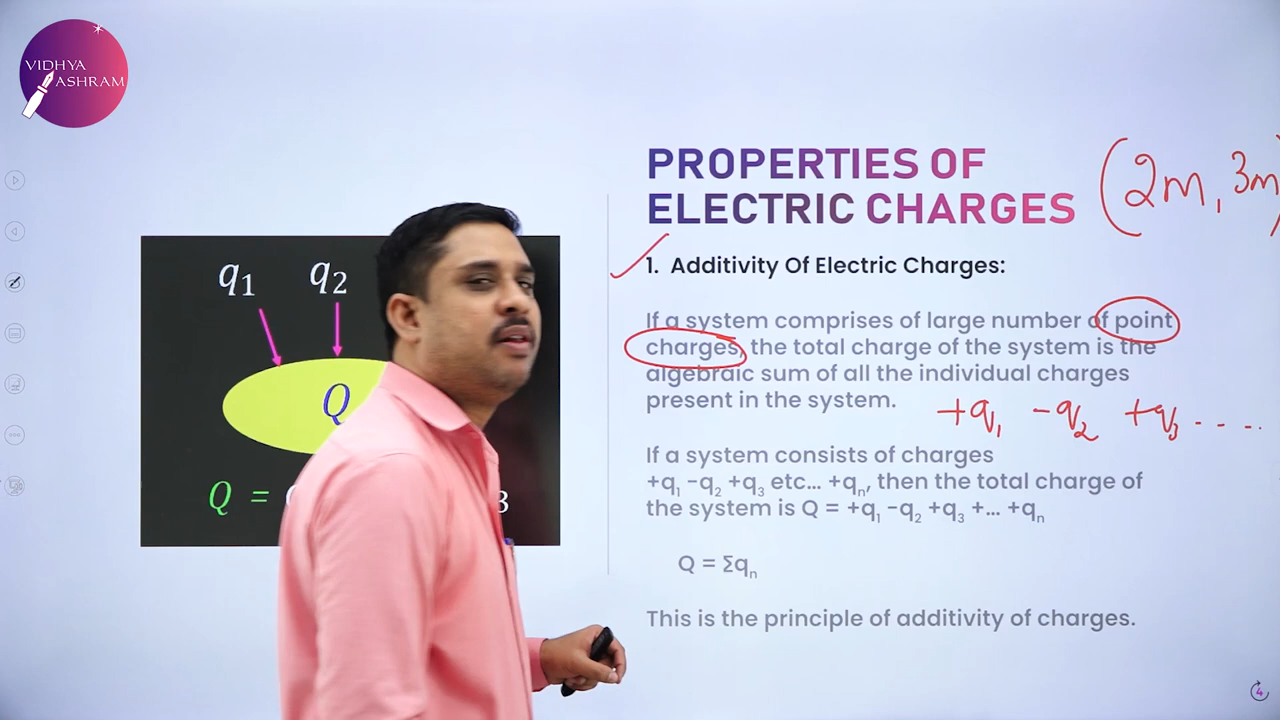 VIDHYA
ASHRAM
PROPERTIES OF
ELECTRIC CHARGES
(2m, 3m)
1. Additivity Of Electric Charges:
If a system comprises of large number of point
charges, the total charge of the system is the
algebraic sum of all the individual charges
present in the system.
+q₁ -q₂ +q₃ - - - -
If a system consists of charges
+q₁ -q₂ +q₃ etc... +qₙ, then the total charge of
the system is Q = +q₁ -q₂ +q₃ +... +qₙ
Q = Σqₙ
This is the principle of additivity of charges.
q₁ q₂
Q
Q =
3
4